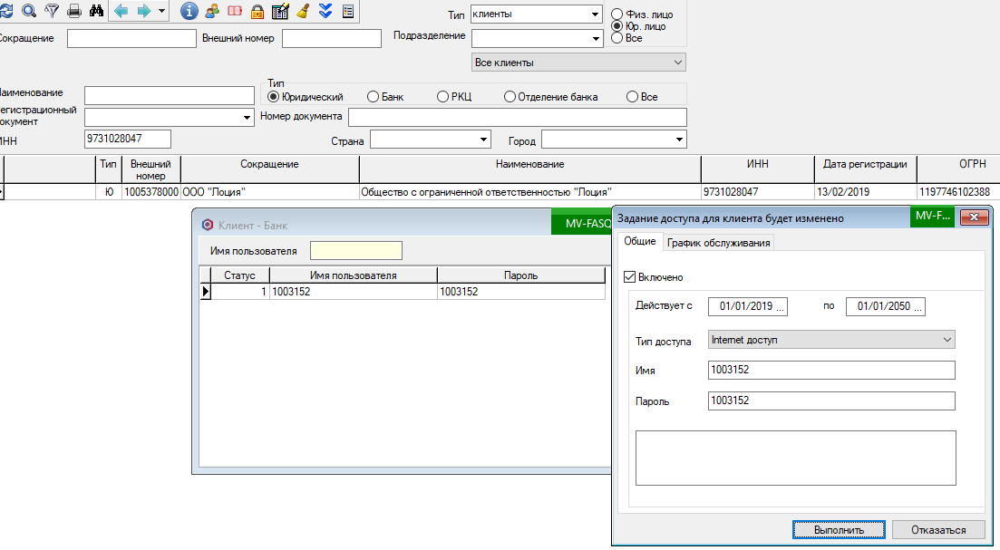 Тип клиенты Физ. лицо
Юр. лицо
Все
Сокращение Внешний номер Подразделение
Все клиенты
Наименование
Тип
Юридический Банк РКЦ Отделение банка Все
Регистрационный документ Номер документа
ИНН 9731028047 Страна Город
Тип Внешний номер Сокращение Наименование ИНН Дата регистрации ОГРН
Ю 1005378000 ООО "Лоция" Общество с ограниченной ответственностью "Лоция" 9731028047 13/02/2019 1197746102388
Клиент - Банк MV-FASQ
Имя пользователя
Статус Имя пользователя Пароль
1 1003152 1003152
Задание доступа для клиента будет изменено MV-F...
Общие График обслуживания
Включено
Действует с 01/01/2019 ... по 01/01/2050 ...
Тип доступа Internet доступ
Имя 1003152
Пароль 1003152
Выполнить Отказаться